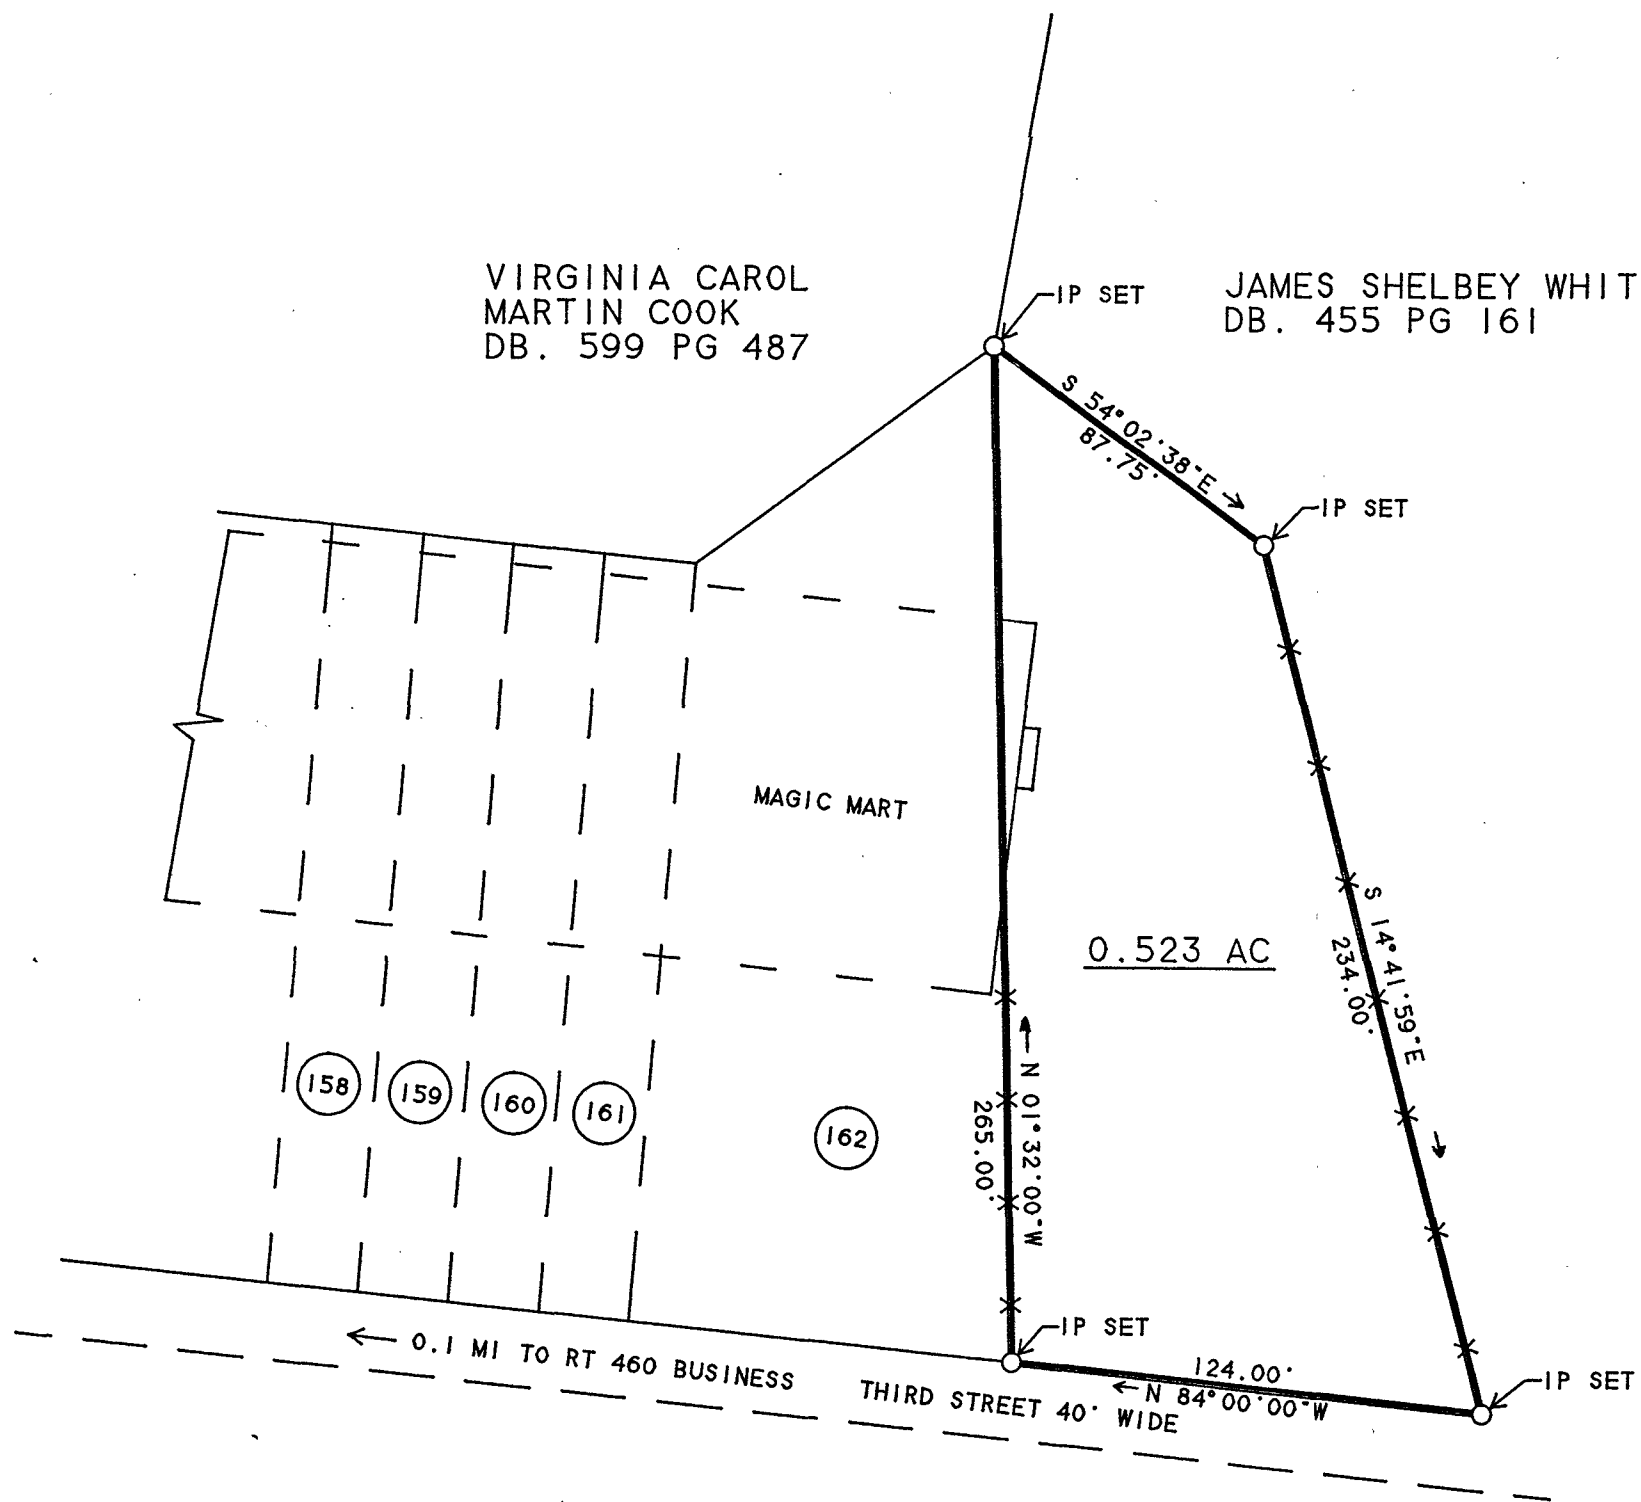 VIRGINIA CAROL
MARTIN COOK
DB. 599 PG 487
IP SET
JAMES SHELBEY WHIT
DB. 455 PG 161
S 54°02'38"E →
87.75'
IP SET
MAGIC MART
0.523 AC
S 14°41'59"E →
234.00'
← N 01°32'00"W
265.00'
158
159
160
161
162
IP SET
← 0.1 MI TO RT 460 BUSINESS
THIRD STREET 40' WIDE
124.00'
← N 84°00'00"W
IP SET